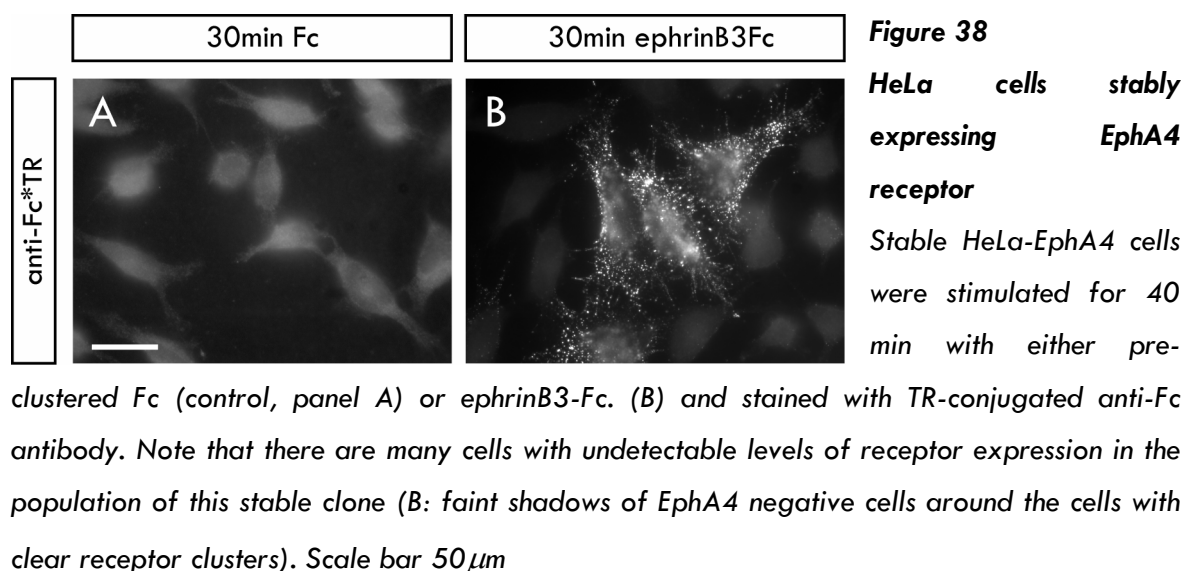 30min Fc
30min ephrinB3Fc
anti-Fc*TR
A
B
Figure 38
HeLa cells stably
expressing EphA4
receptor
Stable HeLa-EphA4 cells
were stimulated for 40
min with either pre-
clustered Fc (control, panel A) or ephrinB3-Fc. (B) and stained with TR-conjugated anti-Fc
antibody. Note that there are many cells with undetectable levels of receptor expression in the
population of this stable clone (B: faint shadows of EphA4 negative cells around the cells with
clear receptor clusters). Scale bar 50μm